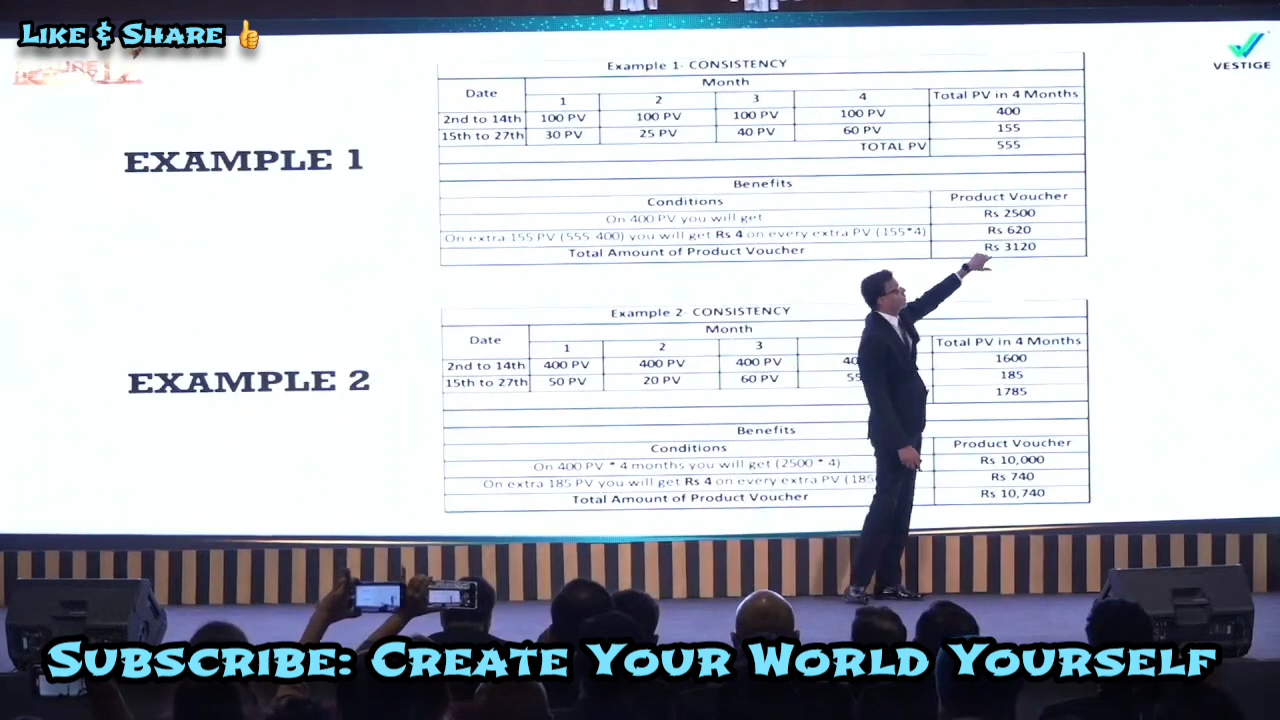 Like & Share
VESTIGE
EXAMPLE 1
Example 1- CONSISTENCY
Date Month Total PV in 4 Months
1 2 3 4
2nd to 14th 100 PV 100 PV 100 PV 100 PV 400
15th to 27th 30 PV 25 PV 40 PV 60 PV 155
TOTAL PV 555
Benefits
Conditions Product Voucher
On 400 PV you will get Rs 2500
On extra 155 PV (555-400) you will get Rs 4 on every extra PV (155*4) Rs 620
Total Amount of Product Voucher Rs 3120
EXAMPLE 2
Example 2- CONSISTENCY
Date Month Total PV in 4 Months
1 2 3
2nd to 14th 400 PV 400 PV 400 PV 40 1600
15th to 27th 50 PV 20 PV 60 PV 55 185
1785
Benefits
Conditions Product Voucher
On 400 PV * 4 months you will get (2500 * 4) Rs 10,000
On extra 185 PV you will get Rs 4 on every extra PV (185 Rs 740
Total Amount of Product Voucher Rs 10,740
Subscribe: Create Your World Yourself